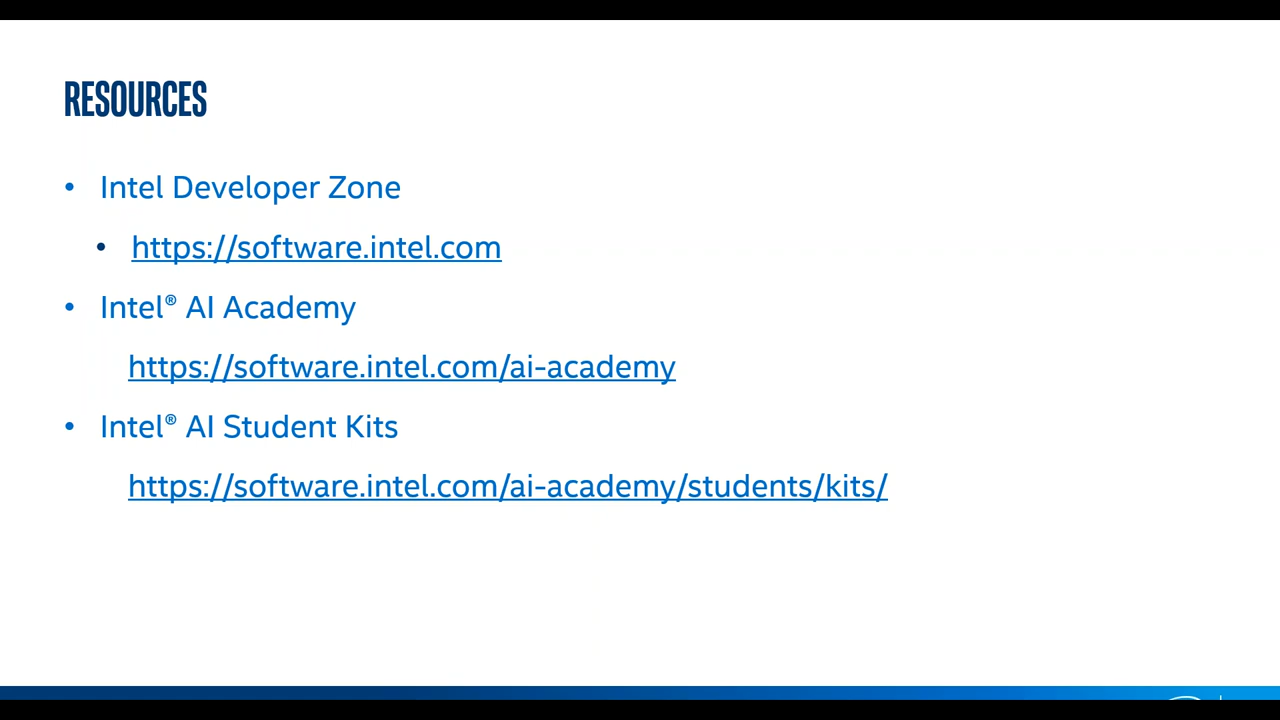 RESOURCES
• Intel Developer Zone
• https://software.intel.com
• Intel® AI Academy
https://software.intel.com/ai-academy
• Intel® AI Student Kits
https://software.intel.com/ai-academy/students/kits/